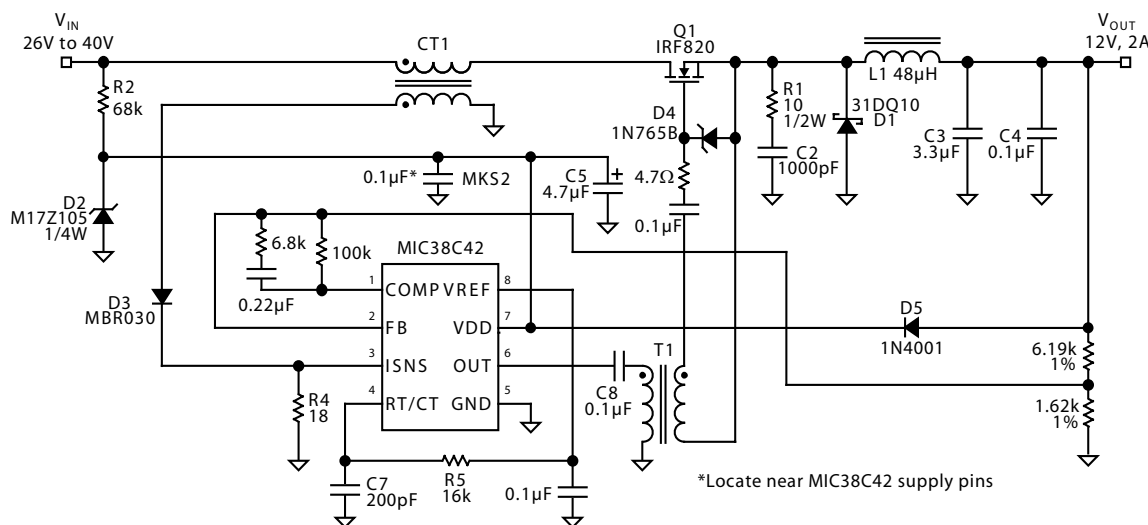 VIN
26V to 40V
CT1
Q1
IRF820
VOUT
12V, 2A
R2
68k
L1 48µH
R1
10
1/2W
31DQ10
D1
D4
1N765B
C3
3.3µF
C4
0.1µF
C2
1000pF
0.1µF*
MKS2
C5
4.7µF
+
4.7Ω
0.1µF
D2
M17Z105
1/4W
6.8k
100k
MIC38C42
0.22µF
1
COMP
VREF
8
D3
MBR030
2
FB
VDD
7
D5
1N4001
3
ISNS
OUT
6
T1
6.19k
1%
4
RT/CT
GND
5
C8
0.1µF
R4
18
1.62k
1%
C7
200pF
R5
16k
0.1µF
*Locate near MIC38C42 supply pins